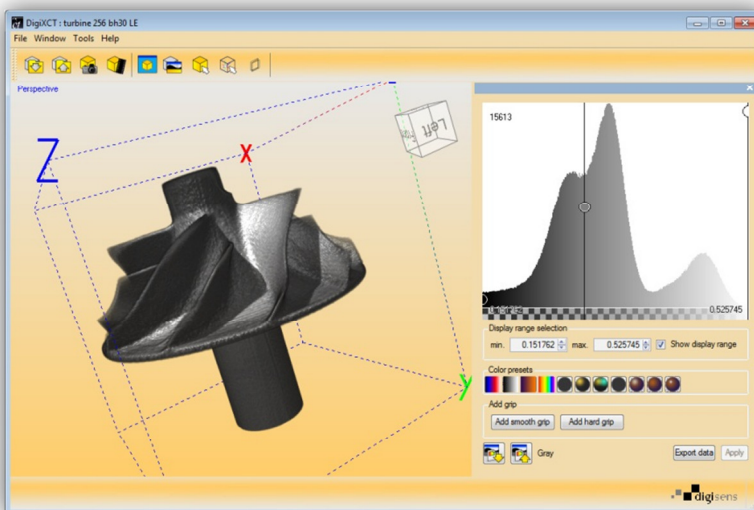 DigiXCT : turbine 256 bh30 LE
File Window Tools Help
Perspective
Z
X
Left
y
15613
0.525745
Display range selection
min. 0.151762 max. 0.525745 Show display range
Color presets
Add grip
Add smooth grip Add hard grip
Gray Export data Apply
digisens